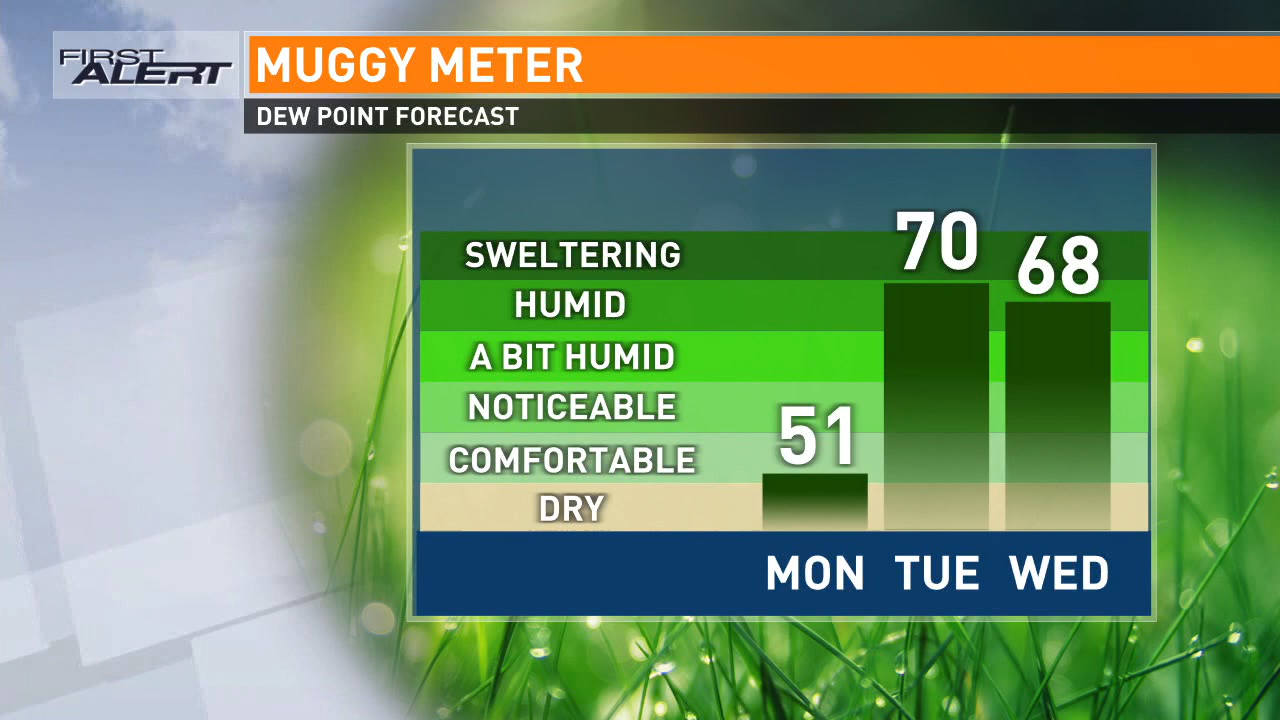 FIRST
ALERT
MUGGY METER
DEW POINT FORECAST
SWELTERING
HUMID
A BIT HUMID
NOTICEABLE
COMFORTABLE
DRY
51
70
68
MON TUE WED